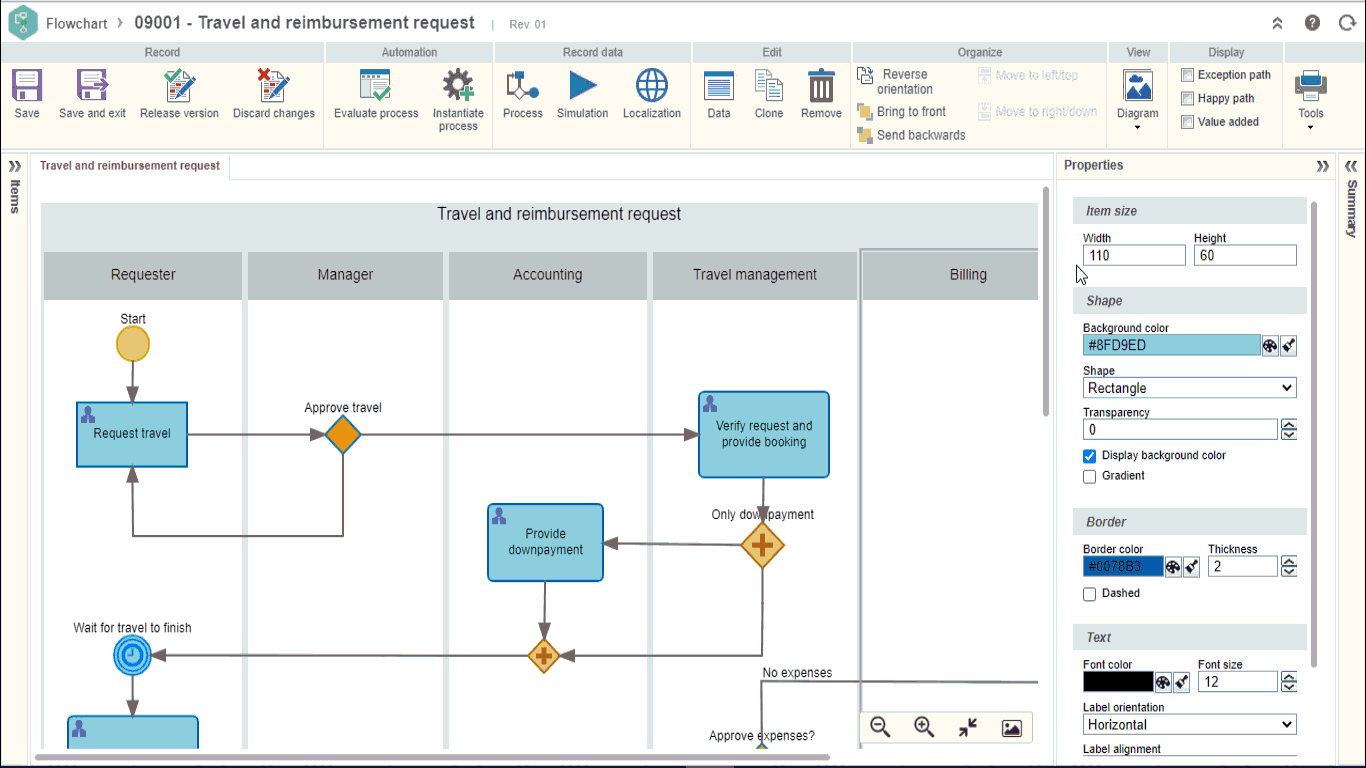 Flowchart > 09001 - Travel and reimbursement request | Rev. 01
Record
Automation
Record data
Edit
Organize
View
Display
Save
Save and exit
Release version
Discard changes
Evaluate process
Instantiate
process
Process
Simulation
Localization
Data
Clone
Remove
Reverse
orientation
Bring to front
Send backwards
Move to left/top
Move to right/down
Diagram
Exception path
Happy path
Value added
Tools
Items
Travel and reimbursement request
Travel and reimbursement request
Requester
Manager
Accounting
Travel management
Billing
Start
Request travel
Approve travel
Verify request and
provide booking
Only downpayment
Provide
downpayment
Wait for travel to finish
No expenses
Approve expenses?
Properties
Item size
Width
Height
110
60
Shape
Background color
#8FD9ED
Shape
Rectangle
Transparency
0
Display background color
Gradient
Border
Border color
Thickness
#0078B3
2
Dashed
Text
Font color
Font size
12
Label orientation
Horizontal
Label alignment
Summary